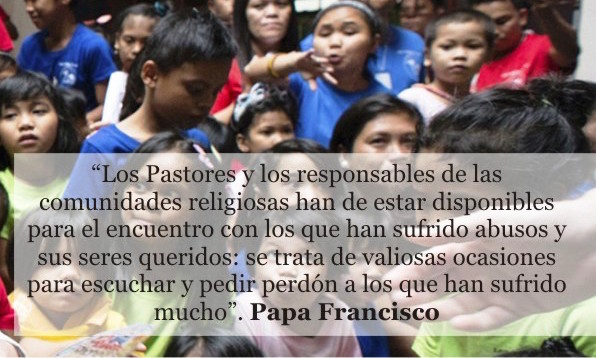 “Los Pastores y los responsables de las
comunidades religiosas han de estar disponibles
para el encuentro con los que han sufrido abusos y
sus seres queridos: se trata de valiosas ocasiones
para escuchar y pedir perdón a los que han sufrido
mucho”. Papa Francisco